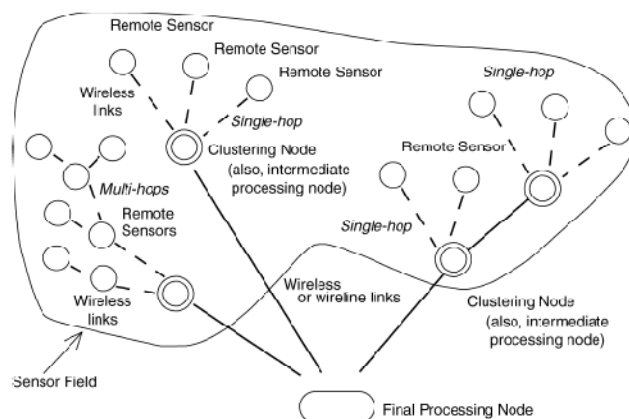 Remote Sensor
Remote Sensor
Remote Sensor
Wireless
links
Single-hop
Clustering Node
(also, intermediate
processing node)
Single-hop
Remote Sensor
Single-hop
Multi-hops
Remote
Sensors
Wireless
links
Wireless
or wireline links
Clustering Node
(also, intermediate
processing node)
Sensor Field
Final Processing Node